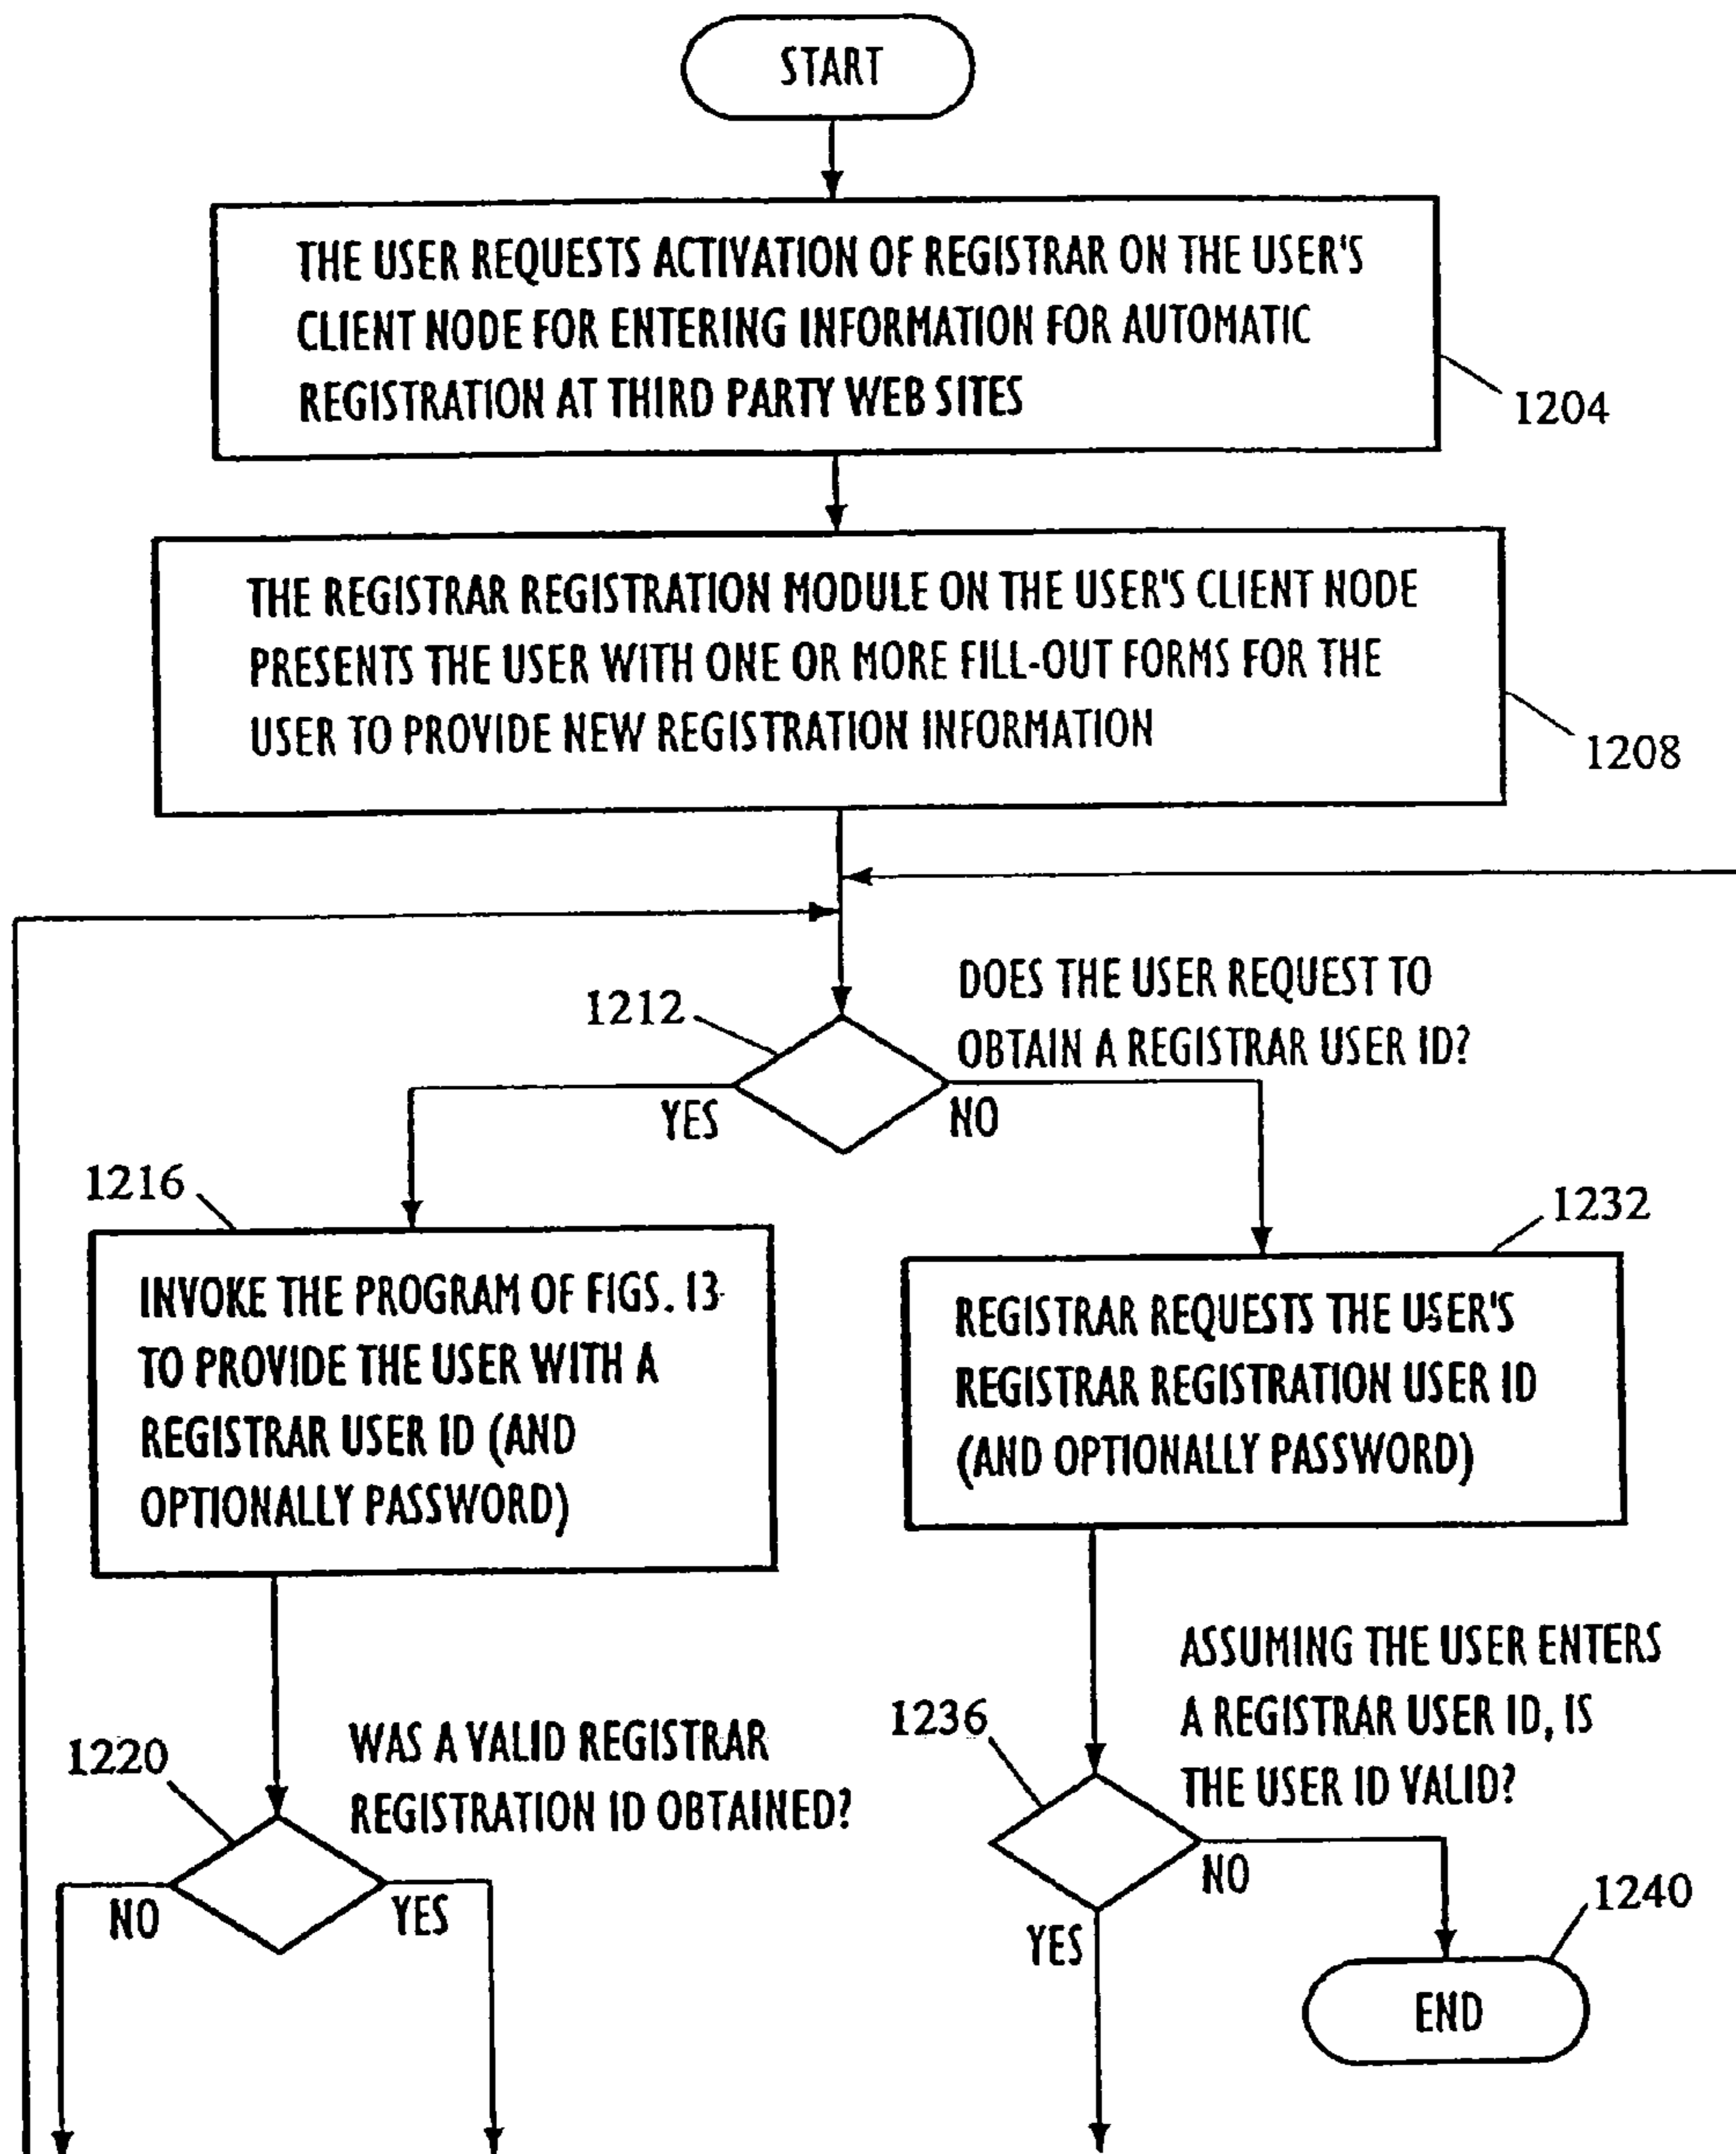 START
THE USER REQUESTS ACTIVATION OF REGISTRAR ON THE USER'S
CLIENT NODE FOR ENTERING INFORMATION FOR AUTOMATIC
REGISTRATION AT THIRD PARTY WEB SITES
1204
THE REGISTRAR REGISTRATION MODULE ON THE USER'S CLIENT NODE
PRESENTS THE USER WITH ONE OR MORE FILL-OUT FORMS FOR THE
USER TO PROVIDE NEW REGISTRATION INFORMATION
1208
1212
DOES THE USER REQUEST TO
OBTAIN A REGISTRAR USER ID?
YES
NO
1216
INVOKE THE PROGRAM OF FIGS. 13
TO PROVIDE THE USER WITH A
REGISTRAR USER ID (AND
OPTIONALLY PASSWORD)
1232
REGISTRAR REQUESTS THE USER'S
REGISTRAR REGISTRATION USER ID
(AND OPTIONALLY PASSWORD)
1220
WAS A VALID REGISTRAR
REGISTRATION ID OBTAINED?
NO
YES
1236
ASSUMING THE USER ENTERS
A REGISTRAR USER ID, IS
THE USER ID VALID?
NO
YES
1240
END